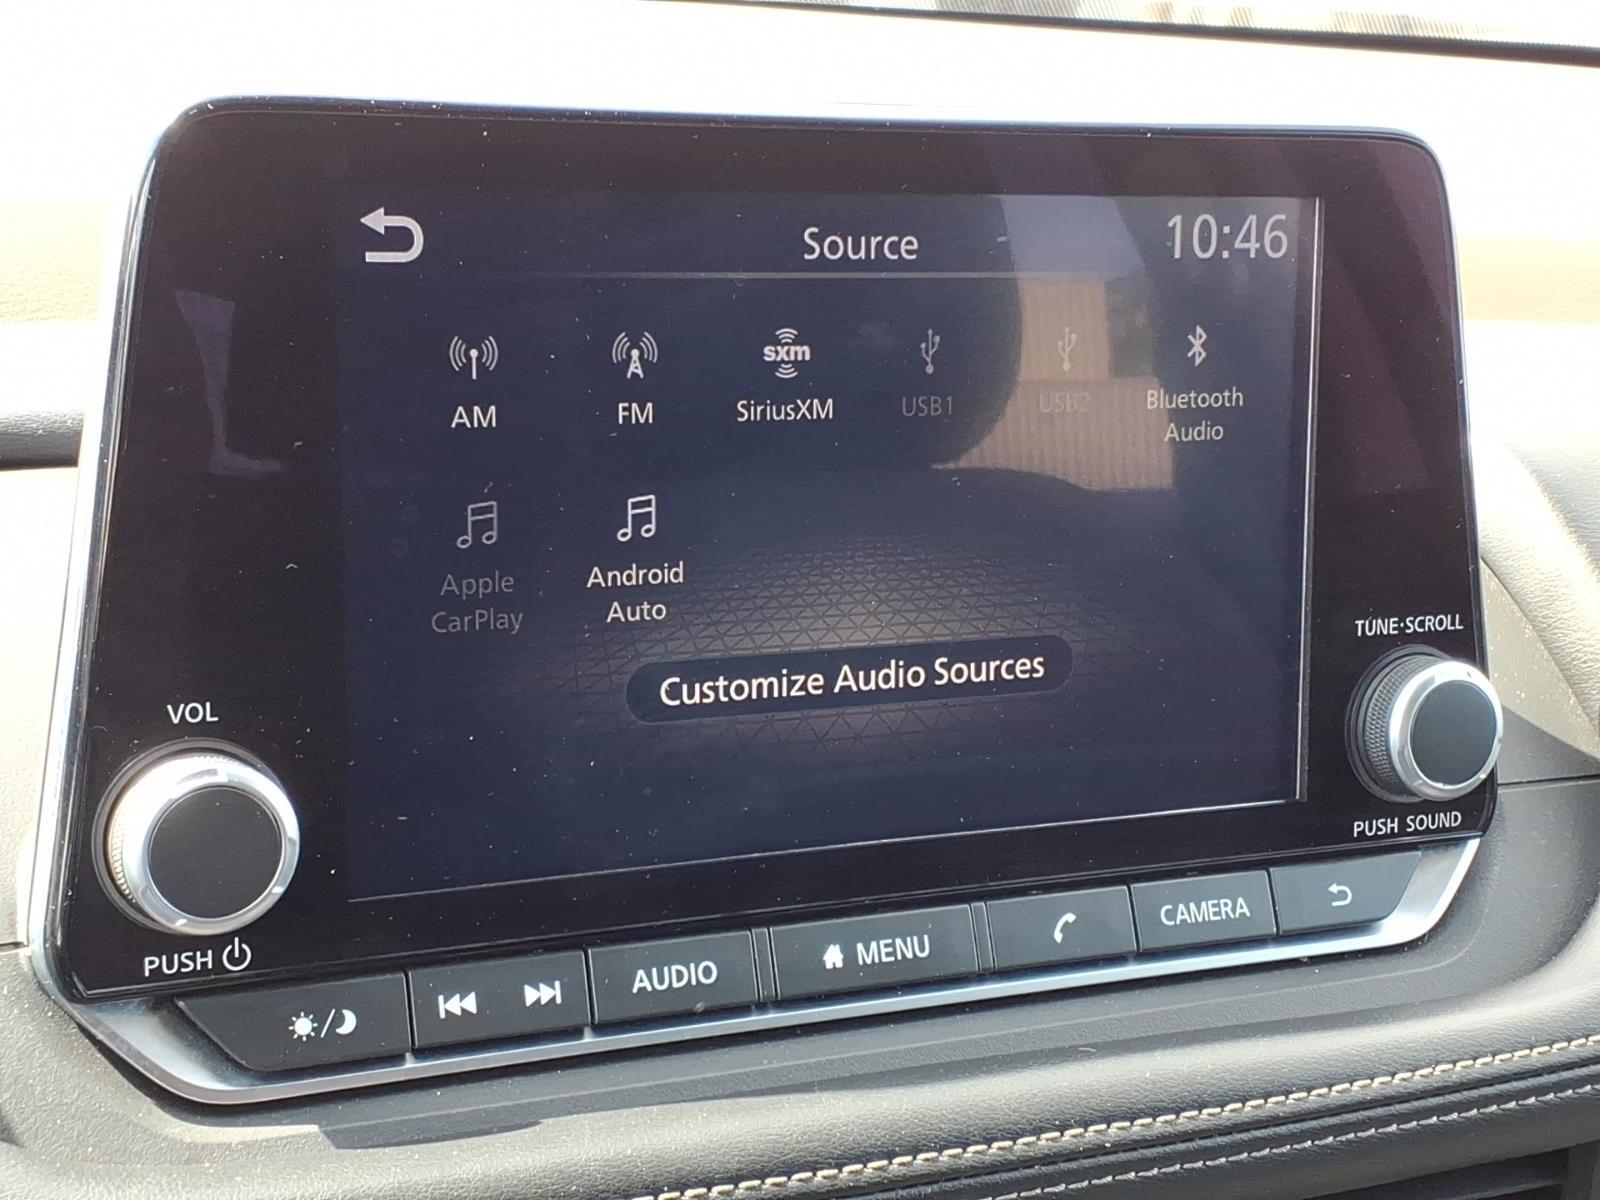 Source
10:46
sxm
AM
FM
SiriusXM
USB1
USB2
Bluetooth
Audio
Apple
CarPlay
Android
Auto
Customize Audio Sources
VOL
PUSH
TUNE·SCROLL
PUSH SOUND
AUDIO
MENU
CAMERA